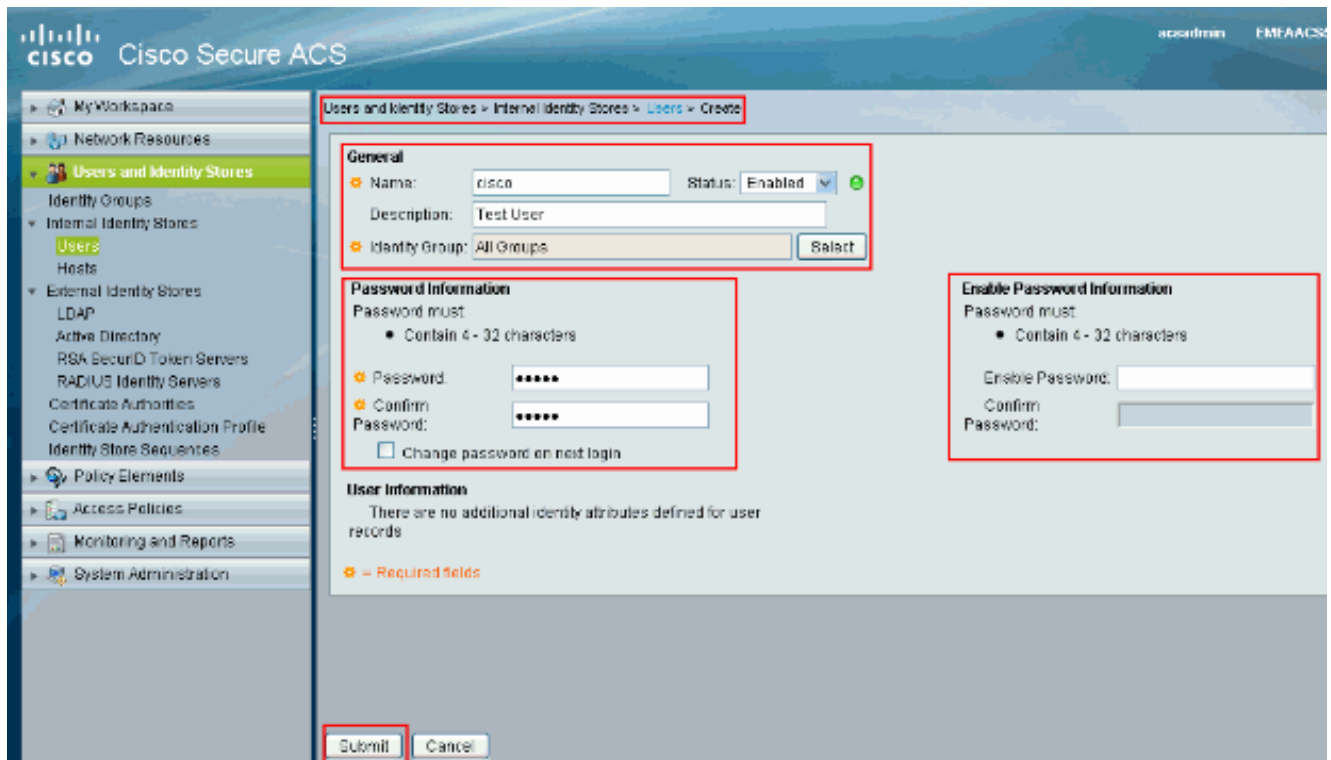 cisco Cisco Secure ACS
acsadmin EMEAACS5
My Workspace
Network Resources
Users and Identity Stores
Identity Groups
Internal Identity Stores
Users
Hosts
External Identity Stores
LDAP
Active Directory
RSA SecurID Token Servers
RADIUS Identity Servers
Certificate Authorities
Certificate Authentication Profile
Identity Store Sequences
Policy Elements
Access Policies
Monitoring and Reports
System Administration
Users and Identity Stores > Internal Identity Stores > Users > Create
General
Name: cisco Status: Enabled
Description: Test User
Identity Group: All Groups Select
Password Information
Password must
• Contain 4 - 32 characters
Password: •••••
Confirm
Password: •••••
Change password on next login
Enable Password Information
Password must
• Contain 4 - 32 characters
Enable Password:
Confirm
Password:
User Information
There are no additional identity attributes defined for user
records
= Required fields
Submit Cancel